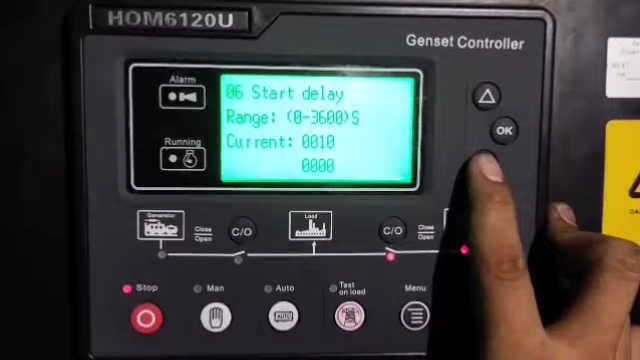 HOM6120U
Genset Controller
Alarm
06 Start delay
Range: (0-3600)S
Current: 0010
0000
Running
OK
Generator
Close
Open
C/O
Load
C/O
Close
Open
Stop
Man
Auto
Test
on load
Menu
AUTO